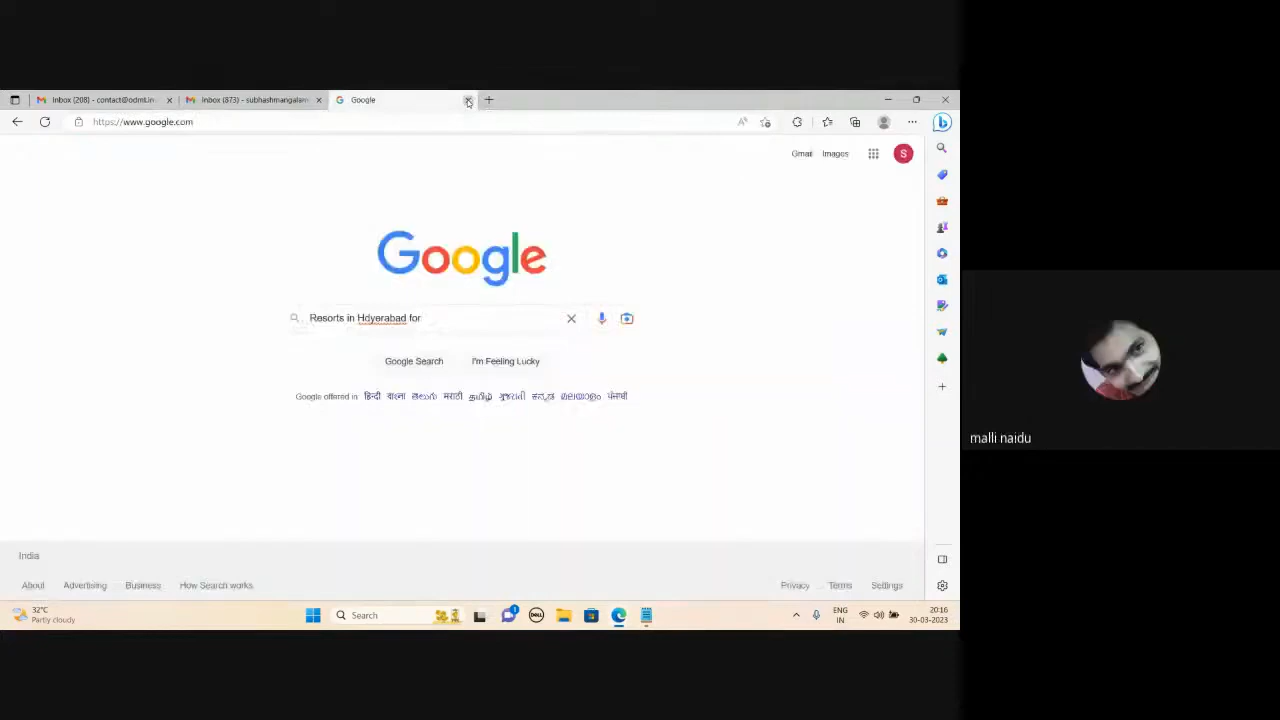 Inbox (208) - contact@odmt.in
Inbox (873) - subhashmangalam
Google
https://www.google.com
Gmail Images
S
Google
Resorts in Hdyerabad for
Google Search I'm Feeling Lucky
Google offered in हिन्दी বাংলা తెలుగు मराठी தமிழ் ગુજરાતી ಕನ್ನಡ മലയാളം ਪੰਜਾਬੀ
malli naidu
India
About Advertising Business How Search works
Privacy Terms Settings
32°C
Partly cloudy
Search
1
DELL
ENG
IN
20:16
30-03-2023